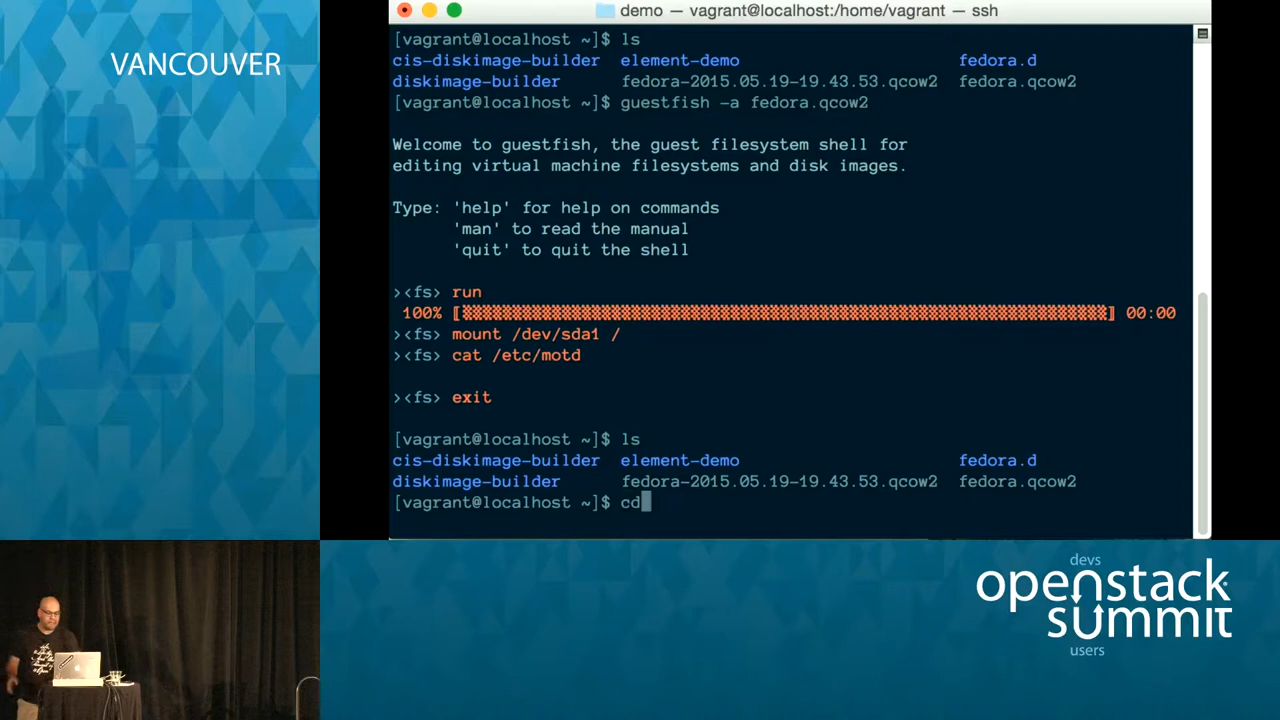 VANCOUVER
demo — vagrant@localhost:/home/vagrant — ssh
[vagrant@localhost ~]$ ls
cis-diskimage-builder element-demo fedora.d
diskimage-builder fedora-2015.05.19-19.43.53.qcow2 fedora.qcow2
[vagrant@localhost ~]$ guestfish -a fedora.qcow2
Welcome to guestfish, the guest filesystem shell for
editing virtual machine filesystems and disk images.
Type: 'help' for help on commands
'man' to read the manual
'quit' to quit the shell
><fs> run
100% [▒▒▒▒▒▒▒▒▒▒▒▒▒▒▒▒▒▒▒▒▒▒▒▒▒▒▒▒▒▒▒▒] 00:00
><fs> mount /dev/sda1 /
><fs> cat /etc/motd
><fs> exit
[vagrant@localhost ~]$ ls
cis-diskimage-builder element-demo fedora.d
diskimage-builder fedora-2015.05.19-19.43.53.qcow2 fedora.qcow2
[vagrant@localhost ~]$ cd
devs
openstack
summit
users